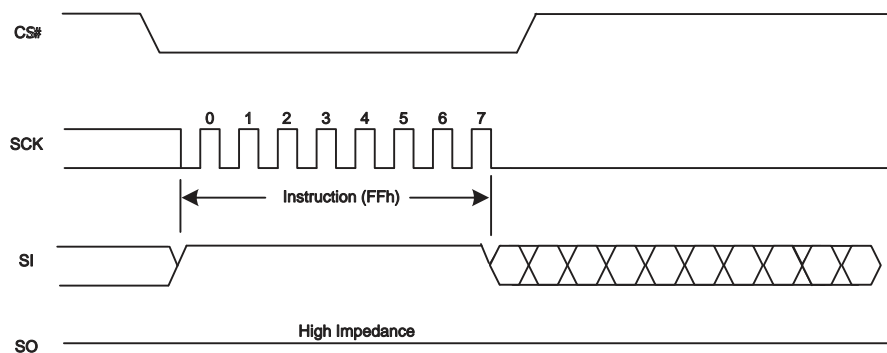 CS#
0 1 2 3 4 5 6 7
SCK
Instruction (FFh)
SI
High Impedance
SO